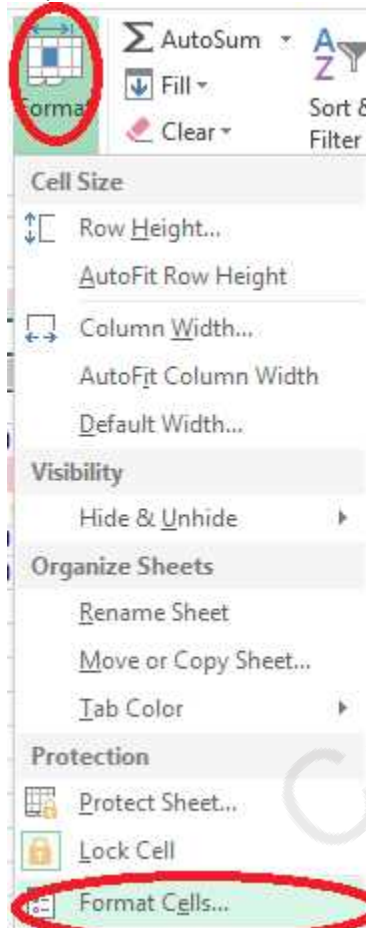 AutoSum
Fill
Clear
Format
Sort &
Filter
Cell Size
Row Height...
AutoFit Row Height
Column Width...
AutoFit Column Width
Default Width...
Visibility
Hide & Unhide
Organize Sheets
Rename Sheet
Move or Copy Sheet...
Tab Color
Protection
Protect Sheet...
Lock Cell
Format Cells...